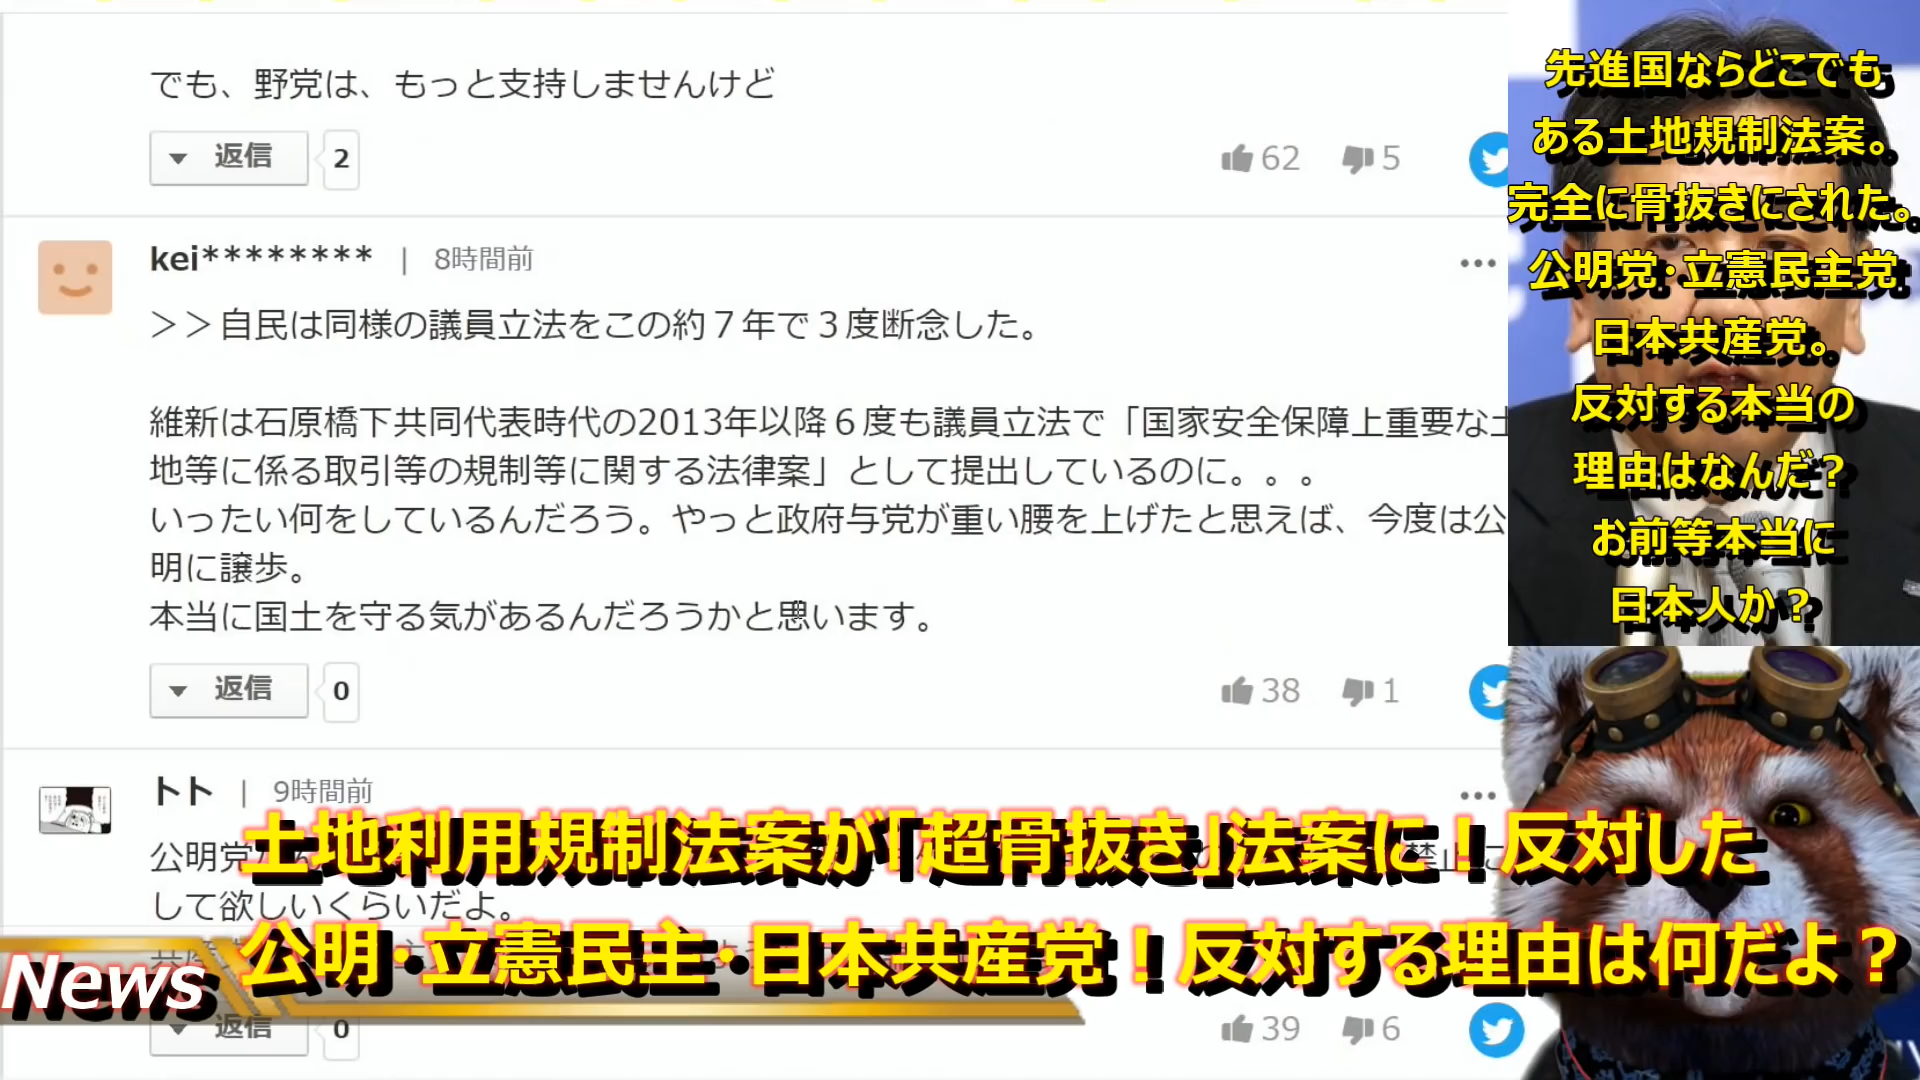 でも、野党は、もっと支持しませんけど
返信 2
62 5
kei******** | 8時間前
＞＞自民は同様の議員立法をこの約７年で３度断念した。
維新は石原橋下共同代表時代の2013年以降６度も議員立法で「国家安全保障上重要な土
地等に係る取引等の規制等に関する法律案」として提出しているのに。。。
いったい何をしているんだろう。やっと政府与党が重い腰を上げたと思えば、今度は公
明に譲歩。
本当に国土を守る気があるんだろうかと思います。
返信 0
38 1
トト | 9時間前
公明党
して欲しいくらいだよ。
返信 0
39 6
先進国ならどこでも
ある土地規制法案。
完全に骨抜きにされた。
公明党・立憲民主党
日本共産党。
反対する本当の
理由はなんだ？
お前等本当に
日本人か？
土地利用規制法案が「超骨抜き」法案に！反対した
公明・立憲民主・日本共産党！反対する理由は何だよ？
News